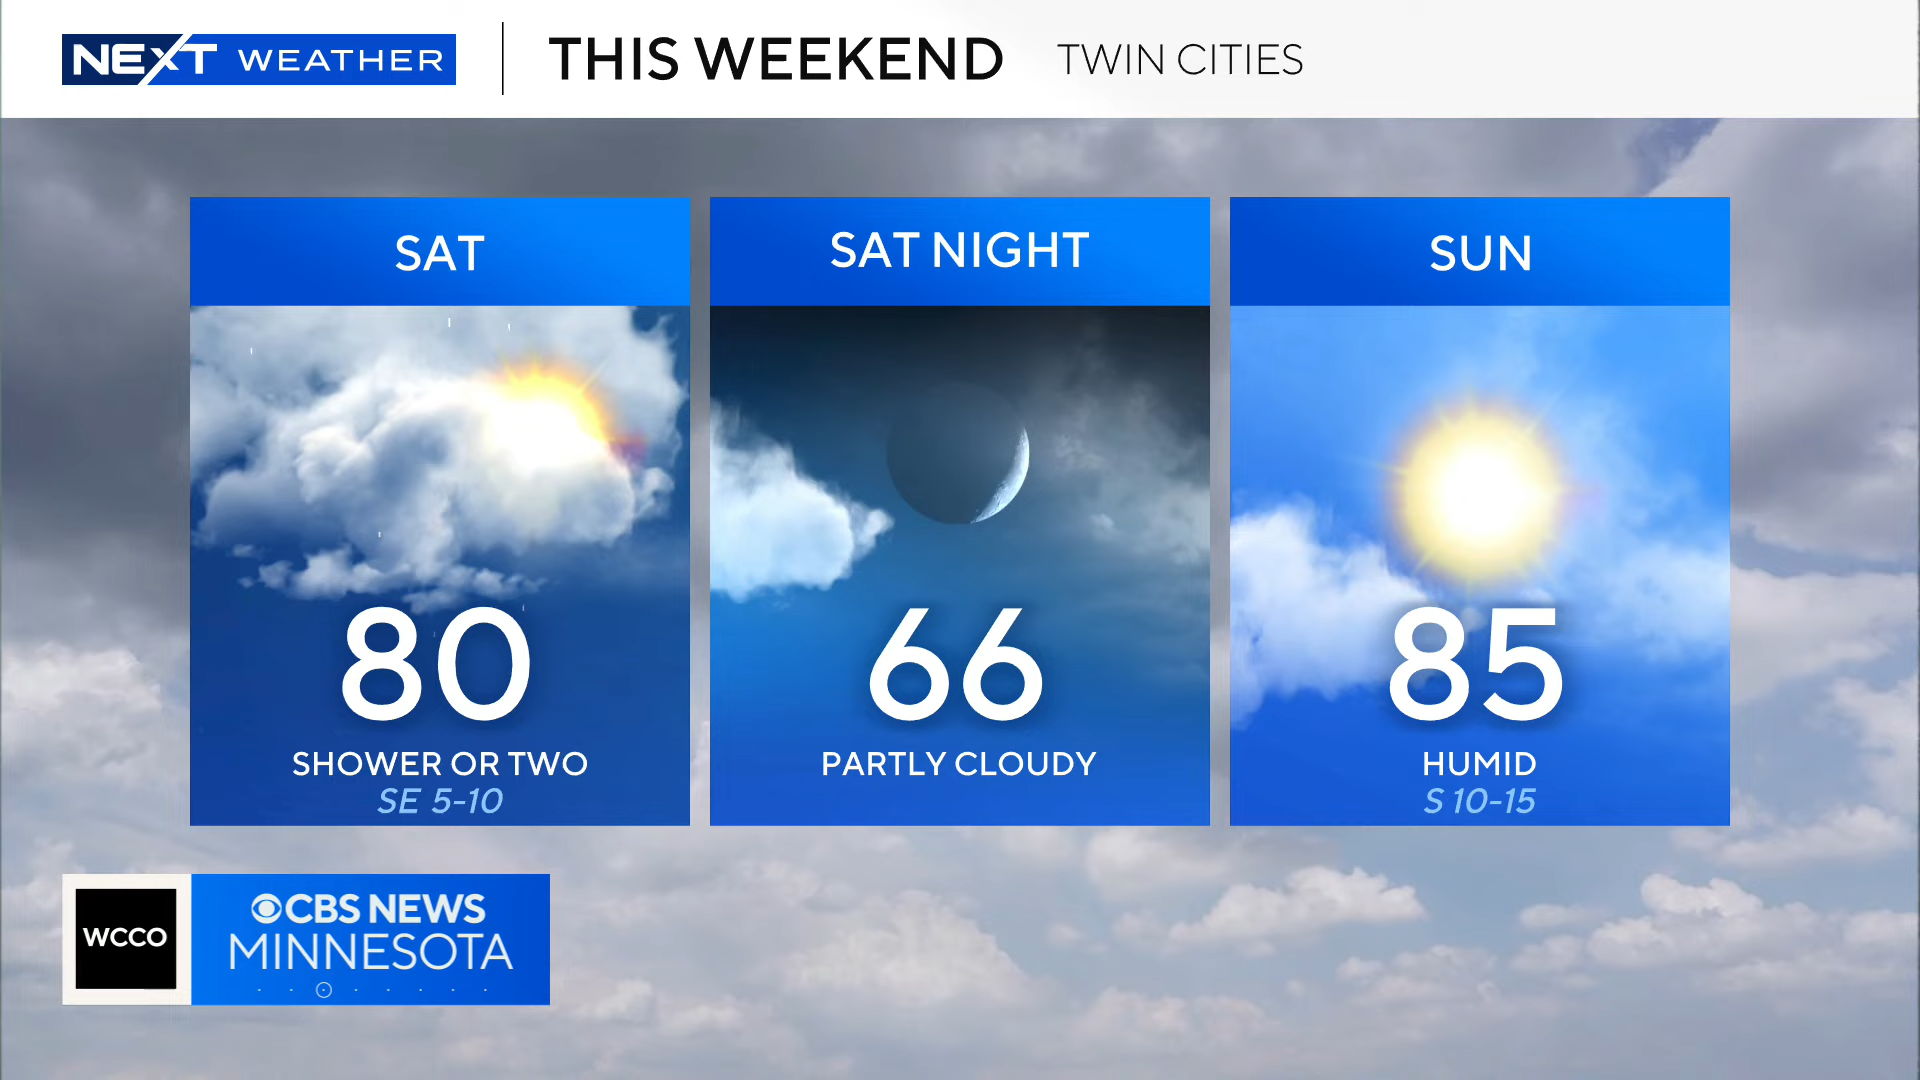 NEXT WEATHER
THIS WEEKEND
TWIN CITIES
SAT
80
SHOWER OR TWO
SE 5-10
SAT NIGHT
66
PARTLY CLOUDY
SUN
85
HUMID
S 10-15
WCCO
CBS NEWS
MINNESOTA